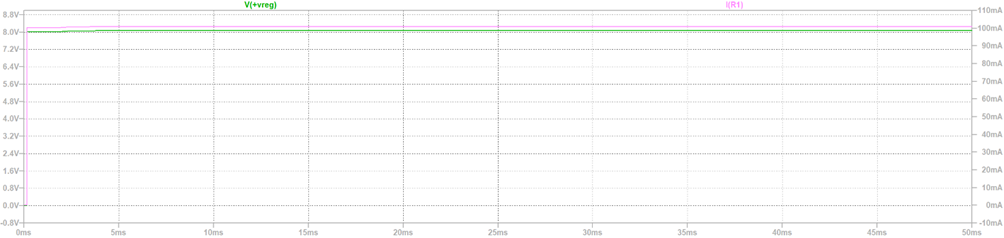 V(+vreg) I(R1)
8.8V 110mA
8.0V 100mA
7.2V 90mA
6.4V 80mA
5.6V 70mA
4.8V 60mA
4.0V 50mA
3.2V 40mA
2.4V 30mA
1.6V 20mA
0.8V 10mA
0.0V 0mA
-0.8V -10mA
0ms 5ms 10ms 15ms 20ms 25ms 30ms 35ms 40ms 45ms 50ms